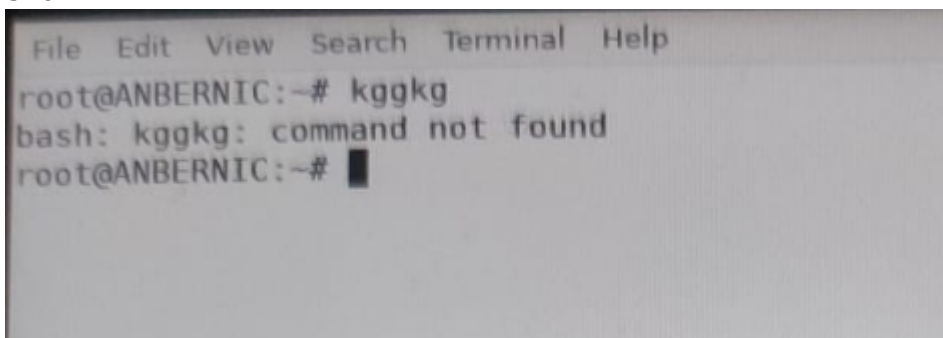 File Edit View Search Terminal Help
root@ANBERNIC:~# kggkg
bash: kggkg: command not found
root@ANBERNIC:~#